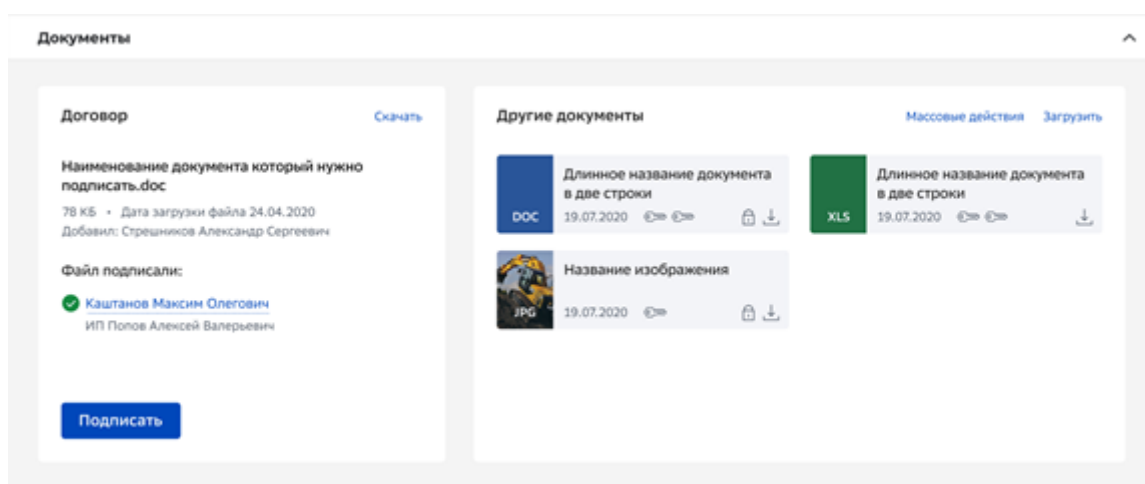 Документы
Договор
Скачать
Наименование документа который нужно
подписать.doc
78 КБ • Дата загрузки файла 24.04.2020
Добавил: Стрешников Александр Сергеевич
Файл подписали:
Каштанов Максим Олегович
ИП Попов Алексей Валерьевич
Подписать
Другие документы
Массовые действия
Загрузить
Длинное название документа
в две строки
DOC
19.07.2020
Длинное название документа
в две строки
XLS
19.07.2020
Название изображения
JPG
19.07.2020